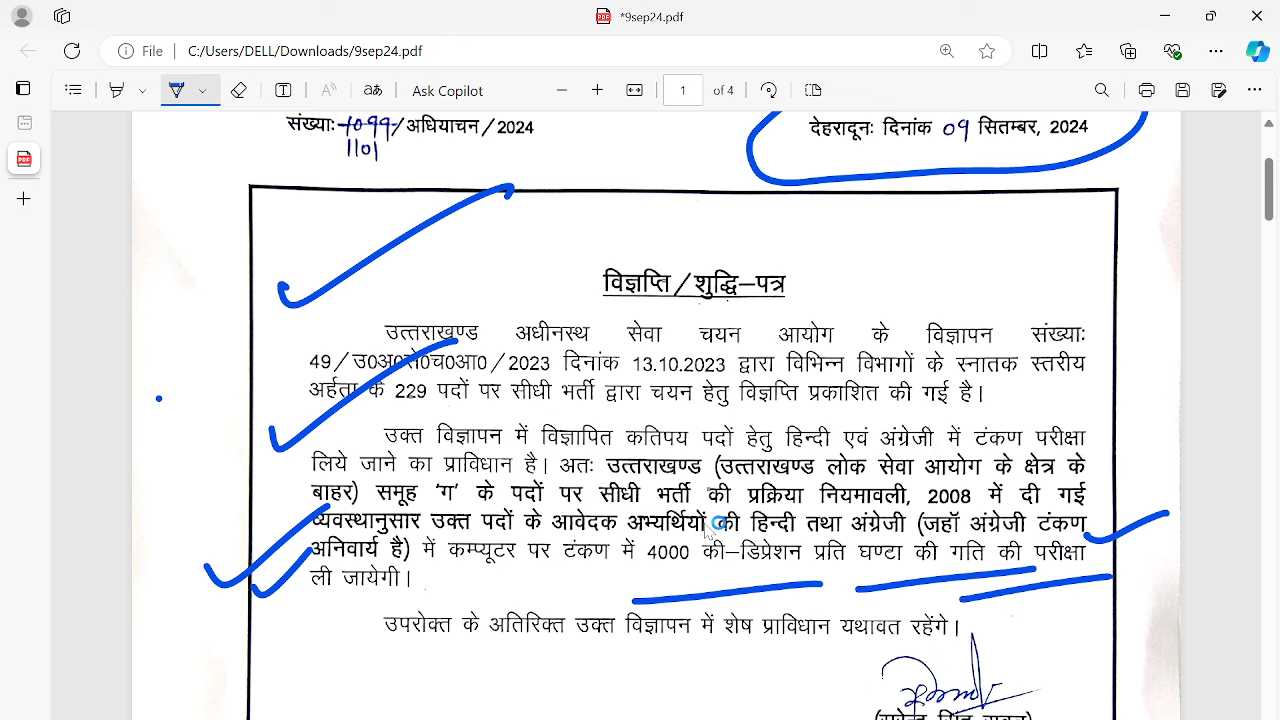 *9sep24.pdf
File | C:/Users/DELL/Downloads/9sep24.pdf
Ask Copilot 1 of 4
संख्याः-1099/अधियाचन/2024
1101
देहरादूनः दिनांक 09 सितम्बर, 2024
विज्ञप्ति/शुद्धि–पत्र
उत्तराखण्ड अधीनस्थ सेवा चयन आयोग के विज्ञापन संख्याः
49/उ0अ0से0च0आ0/2023 दिनांक 13.10.2023 द्वारा विभिन्न विभागों के स्नातक स्तरीय
अर्हता के 229 पदों पर सीधी भर्ती द्वारा चयन हेतु विज्ञप्ति प्रकाशित की गई है।
उक्त विज्ञापन में विज्ञापित कतिपय पदों हेतु हिन्दी एवं अंग्रेजी में टंकण परीक्षा
लिये जाने का प्राविधान है। अतः उत्तराखण्ड (उत्तराखण्ड लोक सेवा आयोग के क्षेत्र के
बाहर) समूह ‘ग’ के पदों पर सीधी भर्ती की प्रक्रिया नियमावली, 2008 में दी गई
व्यवस्थानुसार उक्त पदों के आवेदक अभ्यर्थियों की हिन्दी तथा अंग्रेजी (जहॉ अंग्रेजी टंकण
अनिवार्य है) में कम्प्यूटर पर टंकण में 4000 की–डिप्रेशन प्रति घण्टा की गति की परीक्षा
ली जायेगी।
उपरोक्त के अतिरिक्त उक्त विज्ञापन में शेष प्राविधान यथावत रहेंगे।